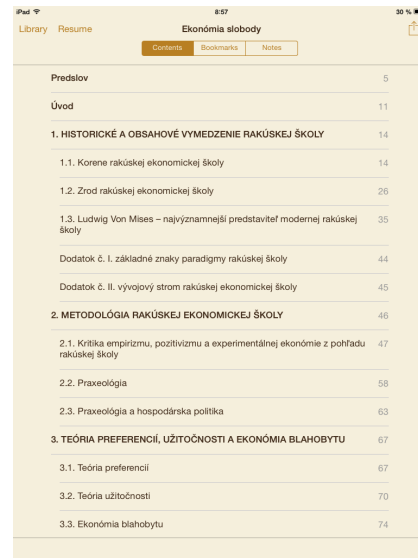 iPad 8:57 30 %
Library Resume Ekonómia slobody
Contents Bookmarks Notes
Predslov 5
Úvod 11
1. HISTORICKÉ A OBSAHOVÉ VYMEDZENIE RAKÚSKEJ ŠKOLY 14
1.1. Korene rakúskej ekonomickej školy 14
1.2. Zrod rakúskej ekonomickej školy 26
1.3. Ludwig Von Mises – najvýznamnejší predstaviteľ modernej rakúskej 35
školy
Dodatok č. I. základné znaky paradigmy rakúskej školy 44
Dodatok č. II. vývojový strom rakúskej ekonomickej školy 45
2. METODOLÓGIA RAKÚSKEJ EKONOMICKEJ ŠKOLY 46
2.1. Kritika empirizmu, pozitivizmu a experimentálnej ekonómie z pohľadu 47
rakúskej školy
2.2. Praxeológia 58
2.3. Praxeológia a hospodárska politika 63
3. TEÓRIA PREFERENCIÍ, UŽITOČNOSTI A EKONÓMIA BLAHOBYTU 67
3.1. Teória preferencií 67
3.2. Teória užitočnosti 70
3.3. Ekonómia blahobytu 74